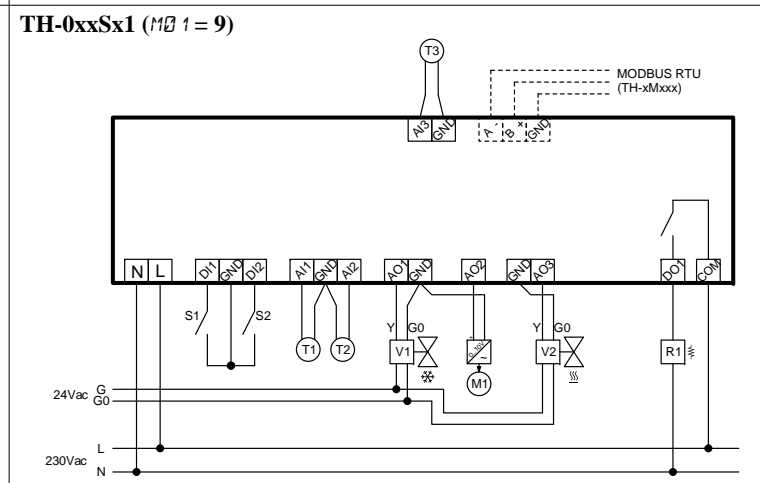 TH-0xxSx1 (M01 = 9)
T3
MODBUS RTU
(TH-xMxxx)
AI3 GND A - B + GND
N L DI1 GND DI2 AI1 GND AI2 AO1 GND AO2 GND AO3 DO1 COM
S1 S2 Y G0 Y G0
T1 T2 V1 0..10V ~ V2 R1
M1
24Vac G
G0
L
230Vac
N